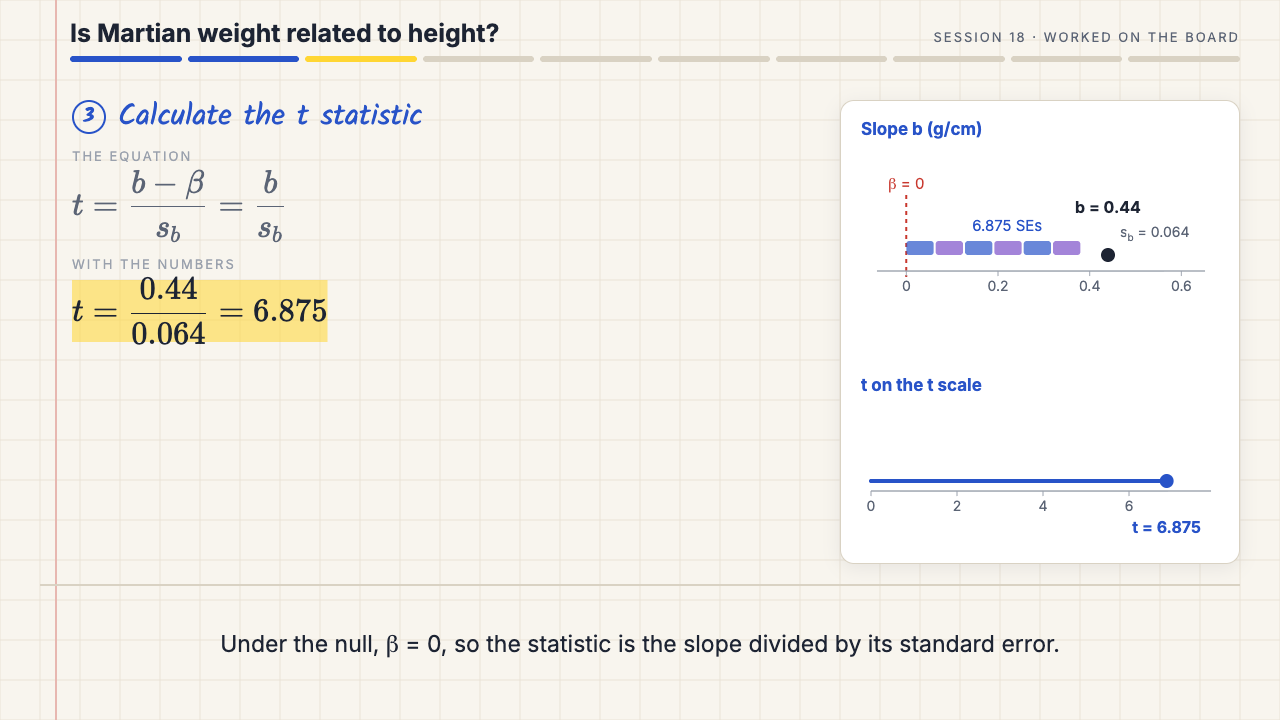 Is Martian weight related to height?
SESSION 18 · WORKED ON THE BOARD
3 Calculate the t statistic
THE EQUATION
t = (b − β)/s_b = b/s_b
WITH THE NUMBERS
t = 0.44/0.064 = 6.875
Slope b (g/cm)
β = 0
b = 0.44
6.875 SEs
s_b = 0.064
0 0.2 0.4 0.6
t on the t scale
0 2 4 6
t = 6.875
Under the null, β = 0, so the statistic is the slope divided by its standard error.